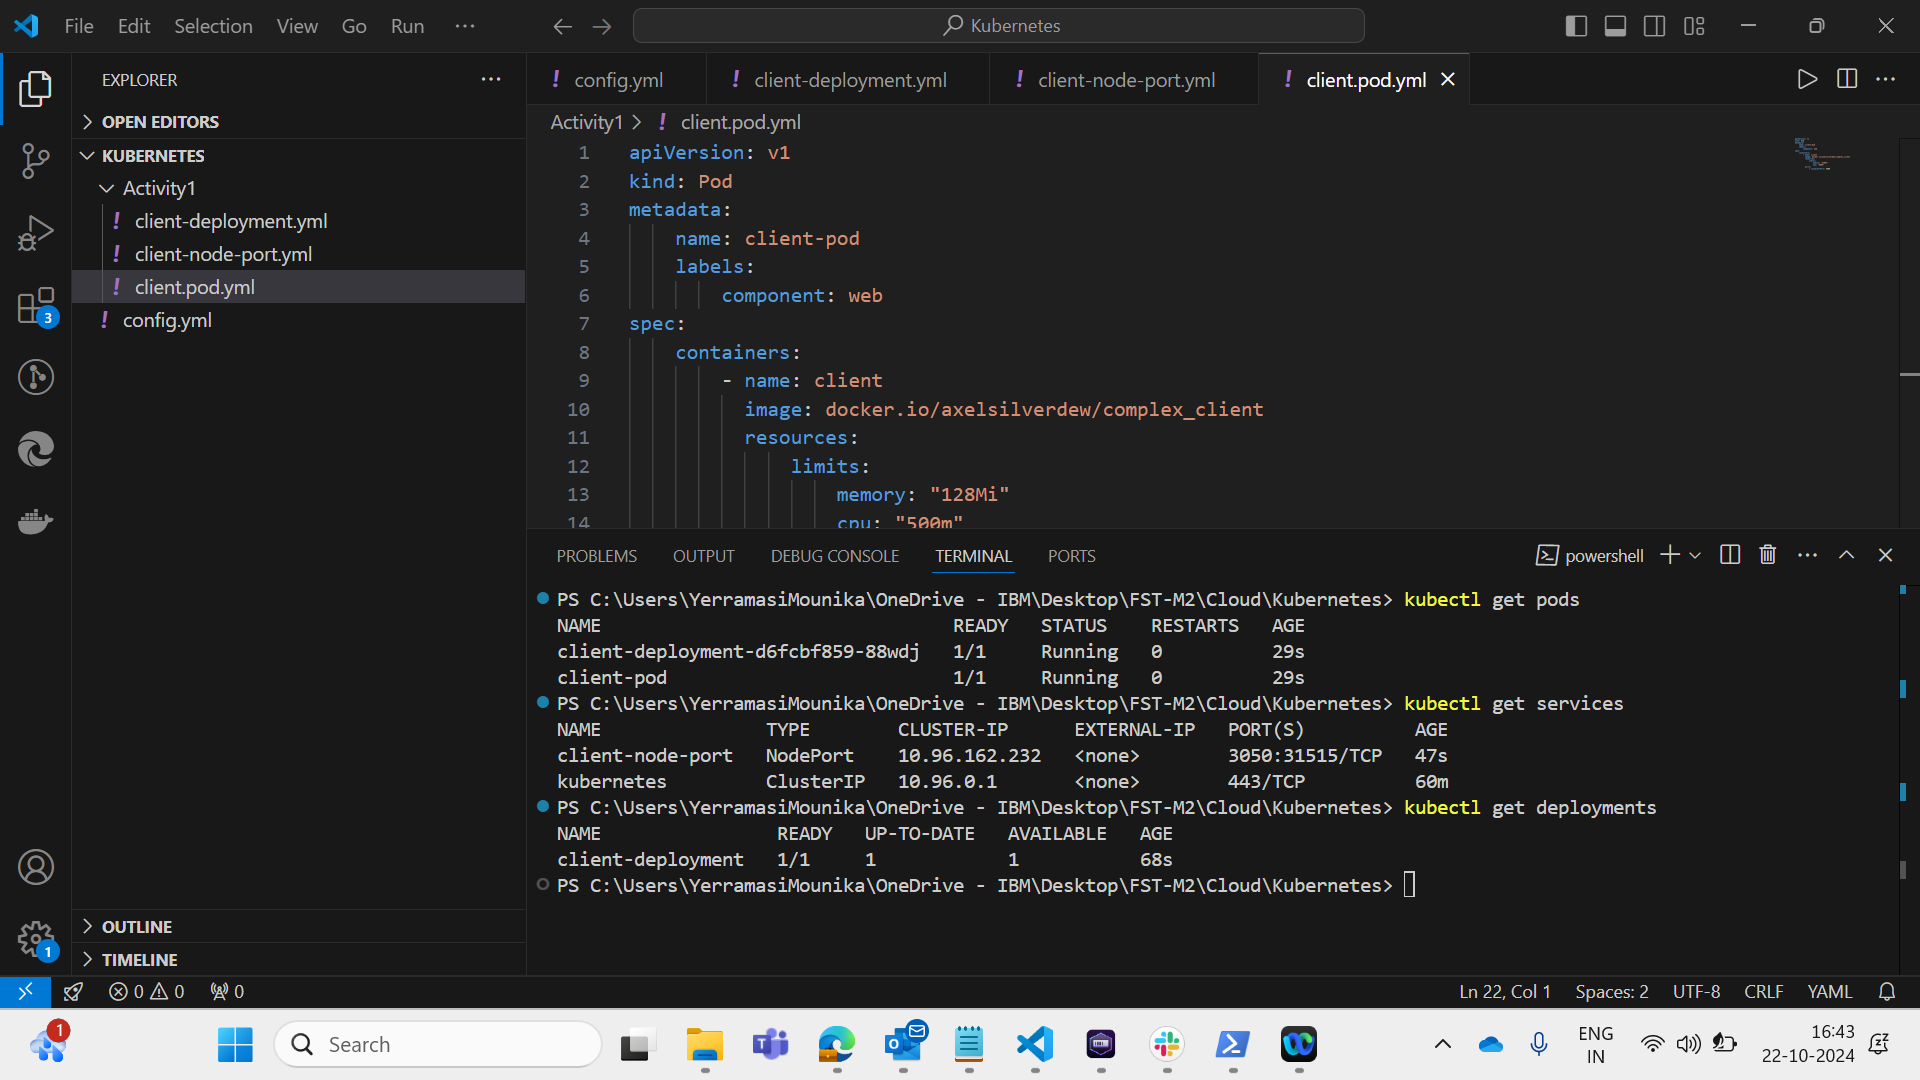 File Edit Selection View Go Run ···
Kubernetes
EXPLORER
OPEN EDITORS
KUBERNETES
Activity1
! client-deployment.yml
! client-node-port.yml
! client.pod.yml
! config.yml
OUTLINE
TIMELINE
3
1
! config.yml
! client-deployment.yml
! client-node-port.yml
! client.pod.yml
Activity1 > ! client.pod.yml
1 apiVersion: v1
2 kind: Pod
3 metadata:
4 name: client-pod
5 labels:
6 component: web
7 spec:
8 containers:
9 - name: client
10 image: docker.io/axelsilverdew/complex_client
11 resources:
12 limits:
13 memory: "128Mi"
14 cpu: "500m"
PROBLEMS OUTPUT DEBUG CONSOLE TERMINAL PORTS
powershell
PS C:\Users\YerramasiMounika\OneDrive - IBM\Desktop\FST-M2\Cloud\Kubernetes> kubectl get pods
NAME READY STATUS RESTARTS AGE
client-deployment-d6fcbf859-88wdj 1/1 Running 0 29s
client-pod 1/1 Running 0 29s
PS C:\Users\YerramasiMounika\OneDrive - IBM\Desktop\FST-M2\Cloud\Kubernetes> kubectl get services
NAME TYPE CLUSTER-IP EXTERNAL-IP PORT(S) AGE
client-node-port NodePort 10.96.162.232 <none> 3050:31515/TCP 47s
kubernetes ClusterIP 10.96.0.1 <none> 443/TCP 60m
PS C:\Users\YerramasiMounika\OneDrive - IBM\Desktop\FST-M2\Cloud\Kubernetes> kubectl get deployments
NAME READY UP-TO-DATE AVAILABLE AGE
client-deployment 1/1 1 1 68s
PS C:\Users\YerramasiMounika\OneDrive - IBM\Desktop\FST-M2\Cloud\Kubernetes>
0 0 0
Ln 22, Col 1 Spaces: 2 UTF-8 CRLF YAML
1
Search
ENG
IN
16:43
22-10-2024